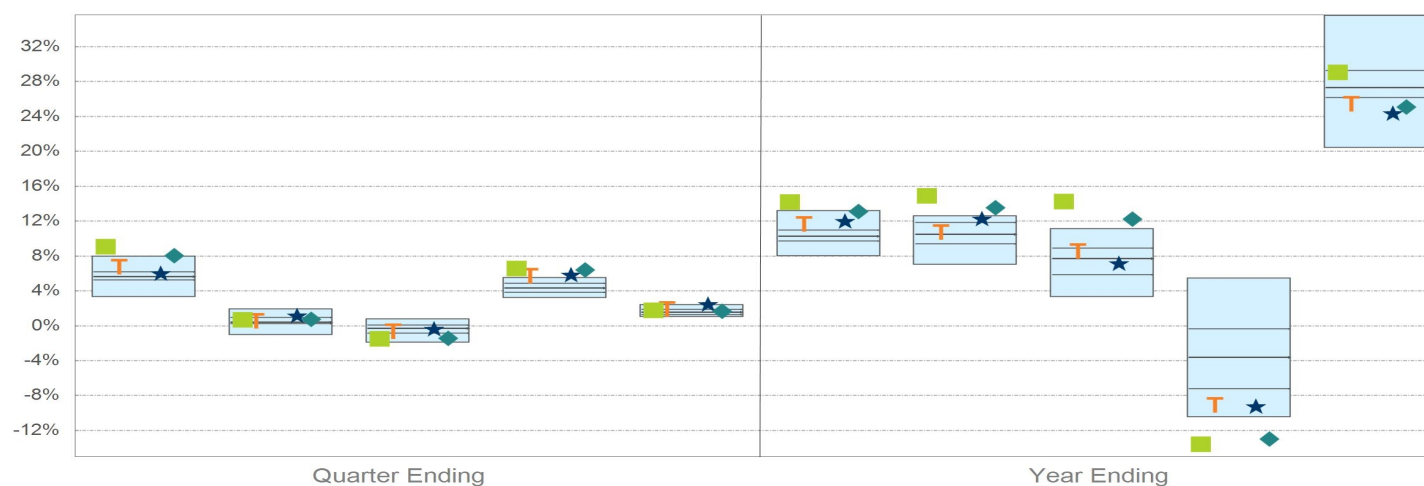 32%
28%
24%
20%
16%
12%
8%
4%
0%
-4%
-8%
-12%
T
T
T
T
T
T
T
T
T
T
Quarter Ending
Year Ending